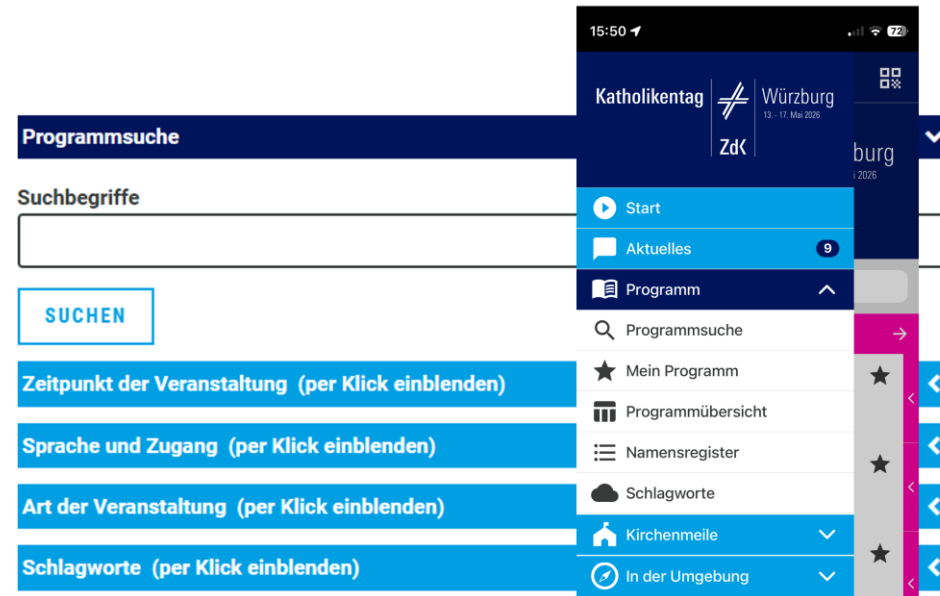 Programmsuche
Suchbegriffe
SUCHEN
Zeitpunkt der Veranstaltung (per Klick einblenden)
Sprache und Zugang (per Klick einblenden)
Art der Veranstaltung (per Klick einblenden)
Schlagworte (per Klick einblenden)
15:50
72
Katholikentag
Würzburg
13. - 17. Mai 2026
ZdK
burg
i 2026
Start
Aktuelles 9
Programm
Programmsuche
Mein Programm
Programmübersicht
Namensregister
Schlagworte
Kirchenmeile
In der Umgebung